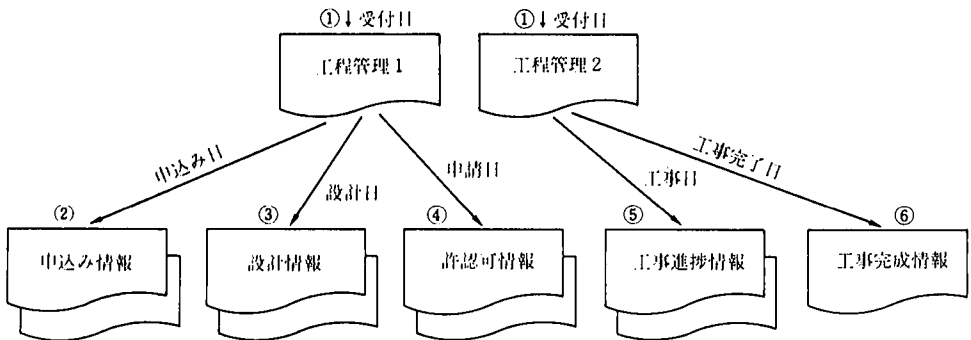 ①↓受付日 ①↓受付日
工程管理1 工程管理2
申込み日 設計日 申請日 工事日 工事完了日
② ③ ④ ⑤ ⑥
申込み情報 設計情報 許認可情報 工事進捗情報 工事完成情報